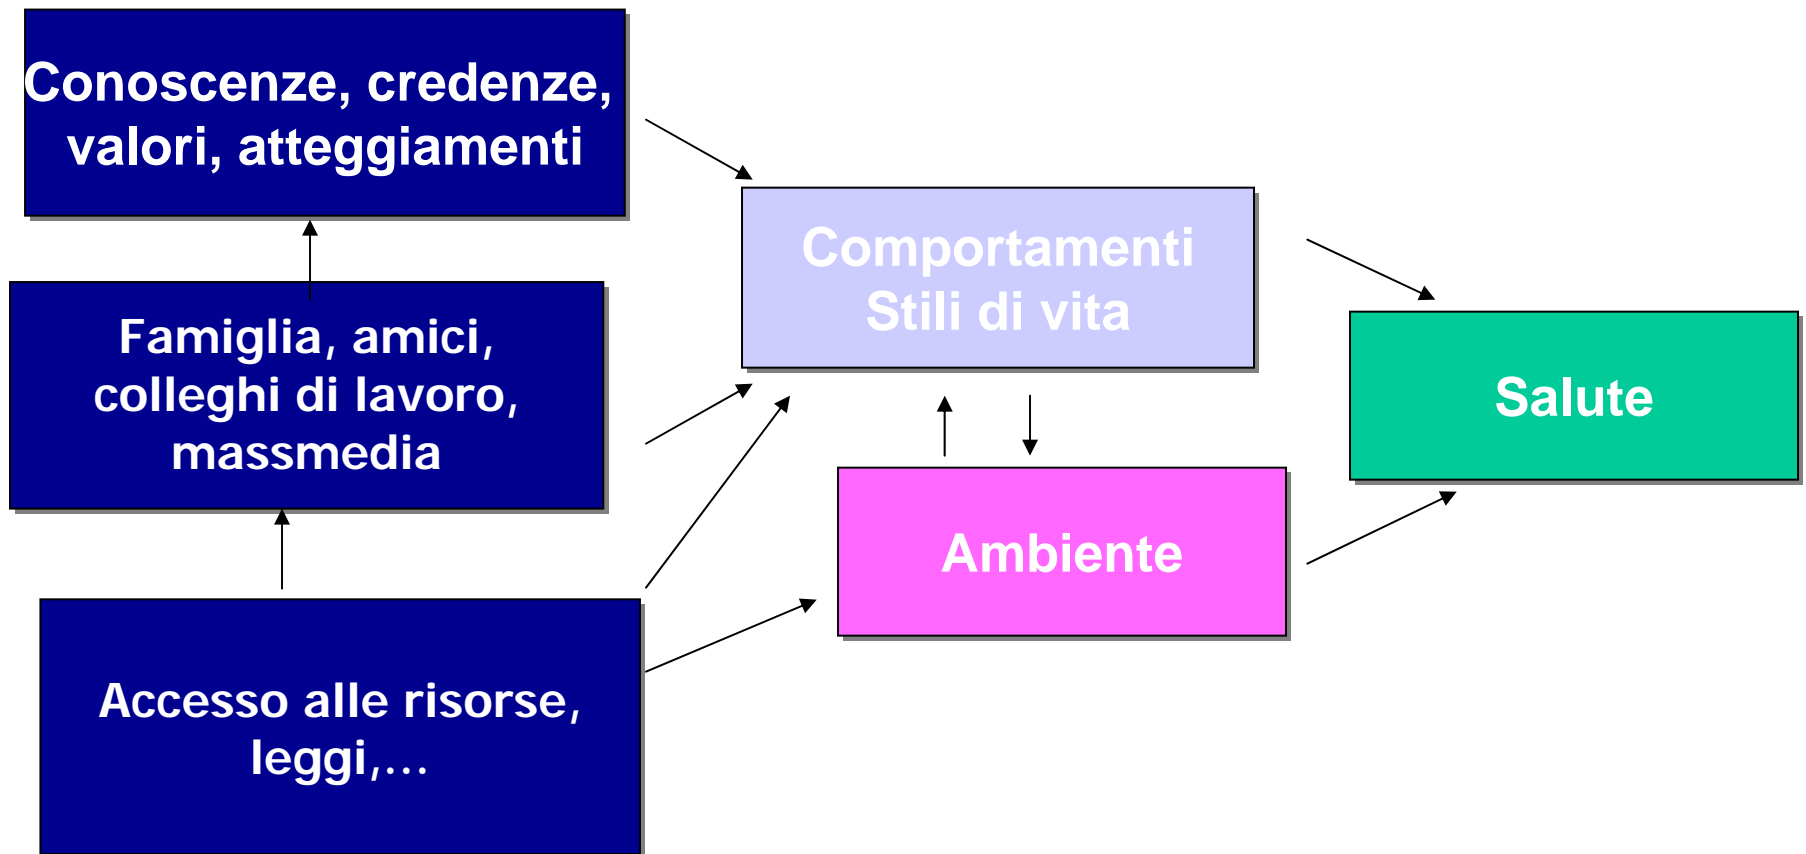 Conoscenze, credenze,
valori, atteggiamenti
Famiglia, amici,
colleghi di lavoro,
massmedia
Accesso alle risorse,
leggi,...
Comportamenti
Stili di vita
Ambiente
Salute